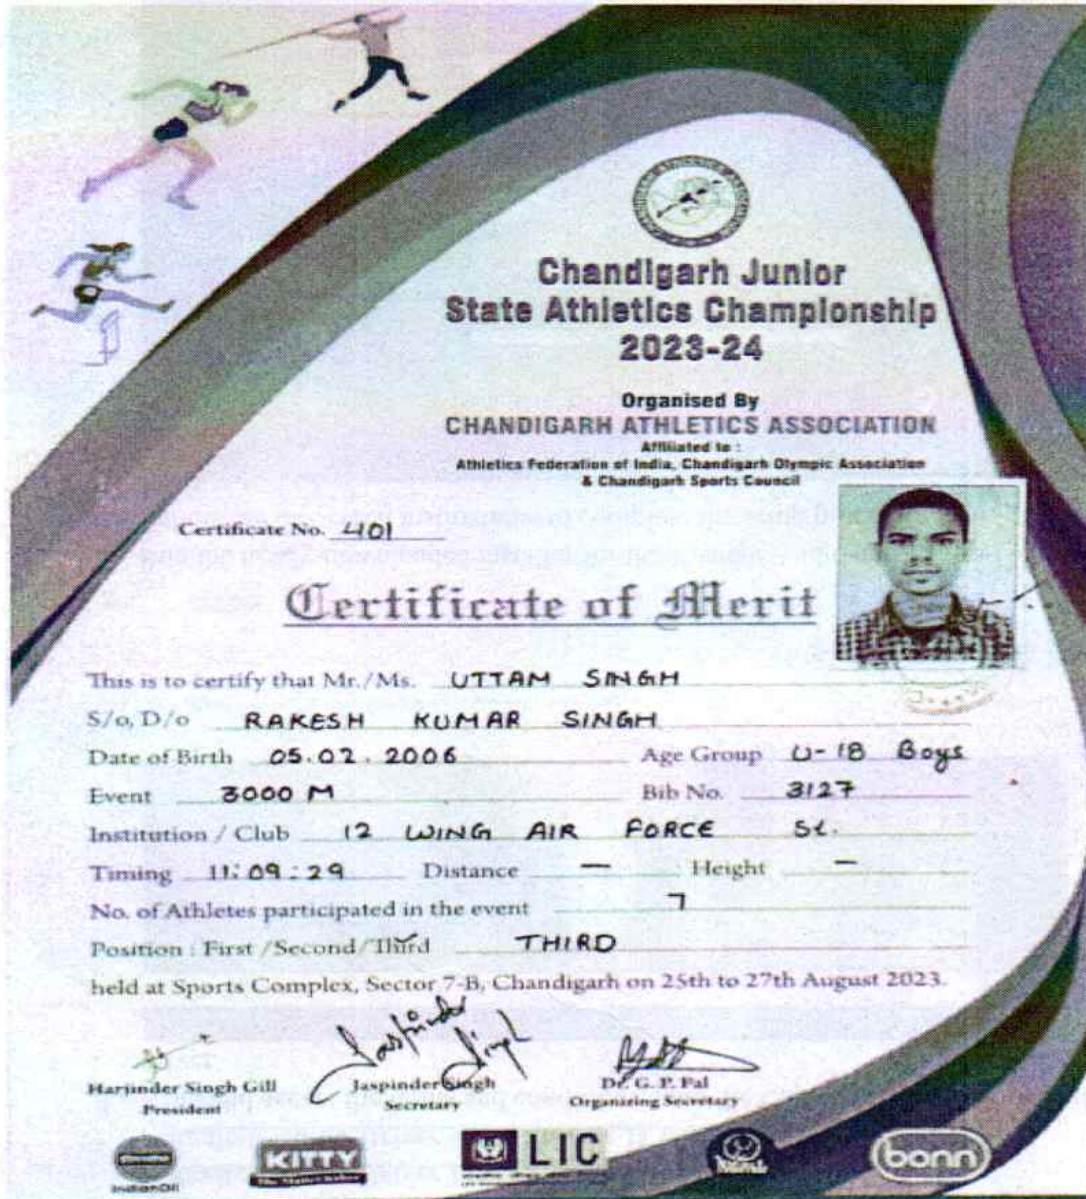 Chandigarh Junior
State Athletics Championship
2023-24
Organised By
CHANDIGARH ATHLETICS ASSOCIATION
Affiliated to :
Athletics Federation of India, Chandigarh Olympic Association
& Chandigarh Sports Council
Certificate No. 401
Certificate of Merit
This is to certify that Mr./Ms. UTTAM SINGH
S/o, D/o RAKESH KUMAR SINGH
Date of Birth 05.02.2006 Age Group U-18 Boys
Event 3000 M Bib No. 3127
Institution / Club 12 WING AIR FORCE St.
Timing 11:09:29 Distance — Height —
No. of Athletes participated in the event 7
Position : First /Second/Third THIRD
held at Sports Complex, Sector 7-B, Chandigarh on 25th to 27th August 2023.
Jaspinder Singh
Harjinder Singh Gill Jaspinder Singh Dr. G. P. Pal
President Secretary Organizing Secretary
IndianOil KITTY LIC bonn